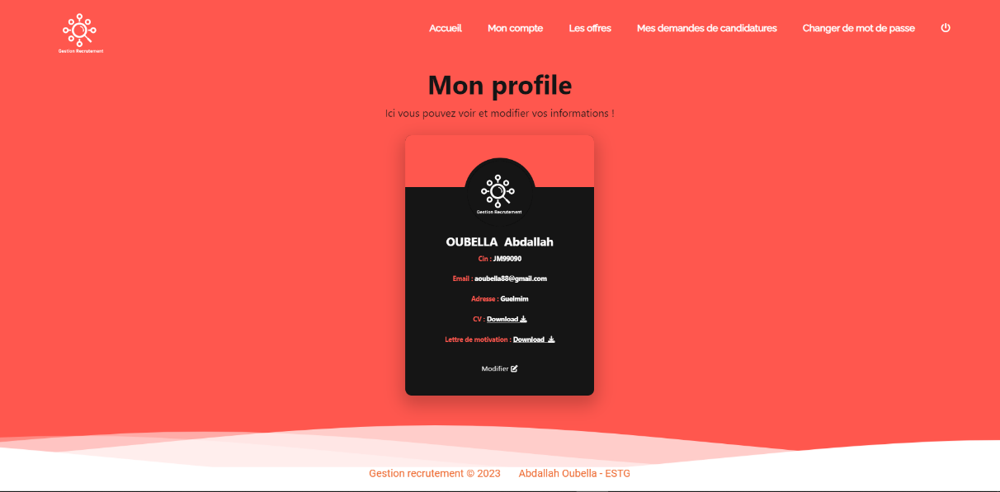 Gestion Recrutement
Accueil Mon compte Les offres Mes demandes de candidatures Changer de mot de passe
Mon profile
Ici vous pouvez voir et modifier vos informations !
Gestion Recrutement
OUBELLA Abdallah
Cin : JM99090
Email : aoubella88@gmail.com
Adresse : Guelmim
CV : Download
Lettre de motivation : Download
Modifier
Gestion recrutement © 2023 Abdallah Oubella - ESTG